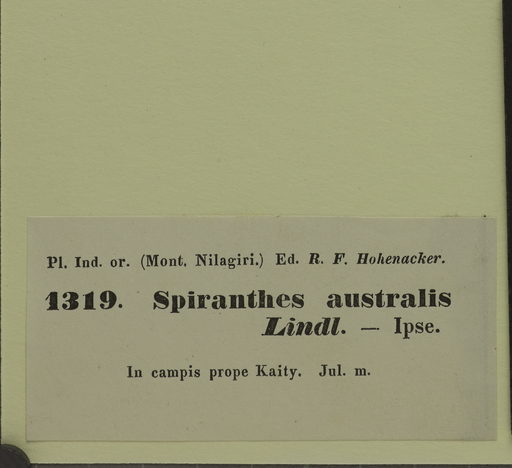 Pl. Ind. or. (Mont. Nilagiri.) Ed. R. F. Hohenacker.
1319. Spiranthes australis
Lindl. — Ipse.
In campis prope Kaity. Jul. m.